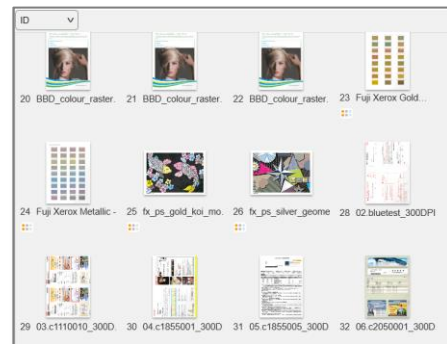 ID
20 BBD_colour_raster.
21 BBD_colour_raster.
22 BBD_colour_raster.
23 Fuji Xerox Gold...
24 Fuji Xerox Metallic -
25 fx_ps_gold_koi_mo.
26 fx_ps_silver_geome
28 02.bluetest_300DPI
29 03.c1110010_300D.
30 04.c1855001_300D
31 05.c1855005_300D
32 06.c2050001_300D